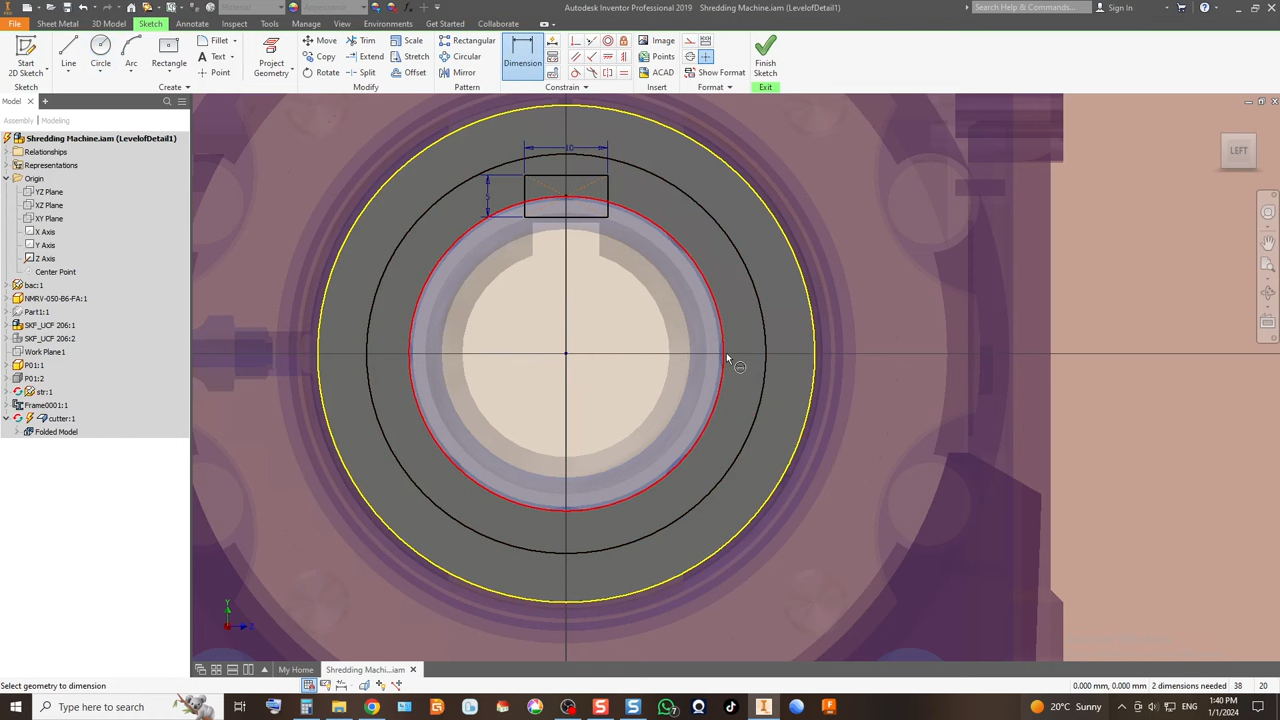 Material
Appearance
Autodesk Inventor Professional 2019   Shredding Machine.iam (LevelofDetail1)
Search Help & Commands...
Sign In
File
Sheet Metal
3D Model
Sketch
Annotate
Inspect
Tools
Manage
View
Environments
Get Started
Collaborate
Start
2D Sketch
Line
Circle
Arc
Rectangle
Fillet
Text
Point
Project
Geometry
Move
Copy
Rotate
Trim
Extend
Split
Scale
Stretch
Offset
Rectangular
Circular
Mirror
Dimension
Image
Points
ACAD
Show Format
Finish
Sketch
Sketch
Create
Modify
Pattern
Constrain
Insert
Format
Exit
Model
Assembly
Modeling
Shredding Machine.iam (LevelofDetail1)
Relationships
Representations
Origin
YZ Plane
XZ Plane
XY Plane
X Axis
Y Axis
Z Axis
Center Point
bac:1
NMRV-050-B6-FA:1
Part1:1
SKF_UCF 206:1
SKF_UCF 206:2
Work Plane1
P01:1
P01:2
str:1
Frame0001:1
cutter:1
Folded Model
10
LEFT
Y
Z
My Home
Shredding Machi...iam
Select geometry to dimension
0.000 mm, 0.000 mm
2 dimensions needed
38
20
Type here to search
7
20°C Sunny
ENG
1:40 PM
1/1/2024